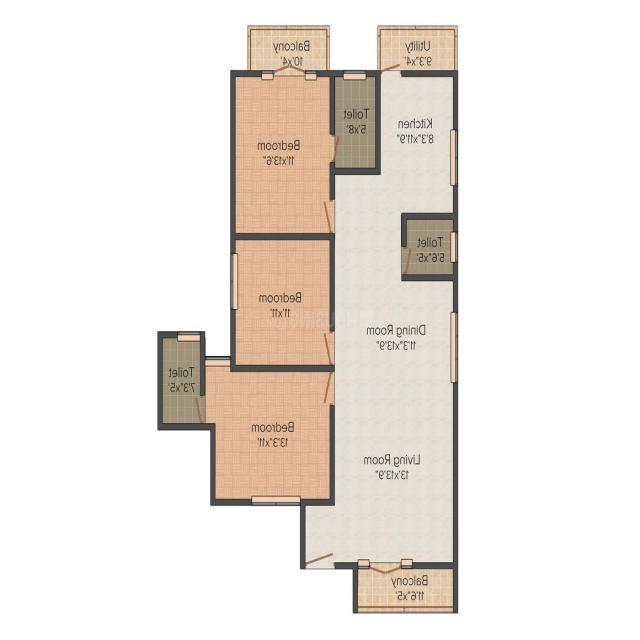 Balcony
10'x4'
Utility
9'3"x4'
Toilet
5'x8'
Kitchen
8'3"x11'9"
Bedroom
11'x13'6"
Toilet
5'6"x5'
Bedroom
11'x11'
Dining Room
11'3"x13'9"
Toilet
7'3"x5'
Bedroom
13'3"x11'
Living Room
13'x13'9"
Balcony
11'6"x5'